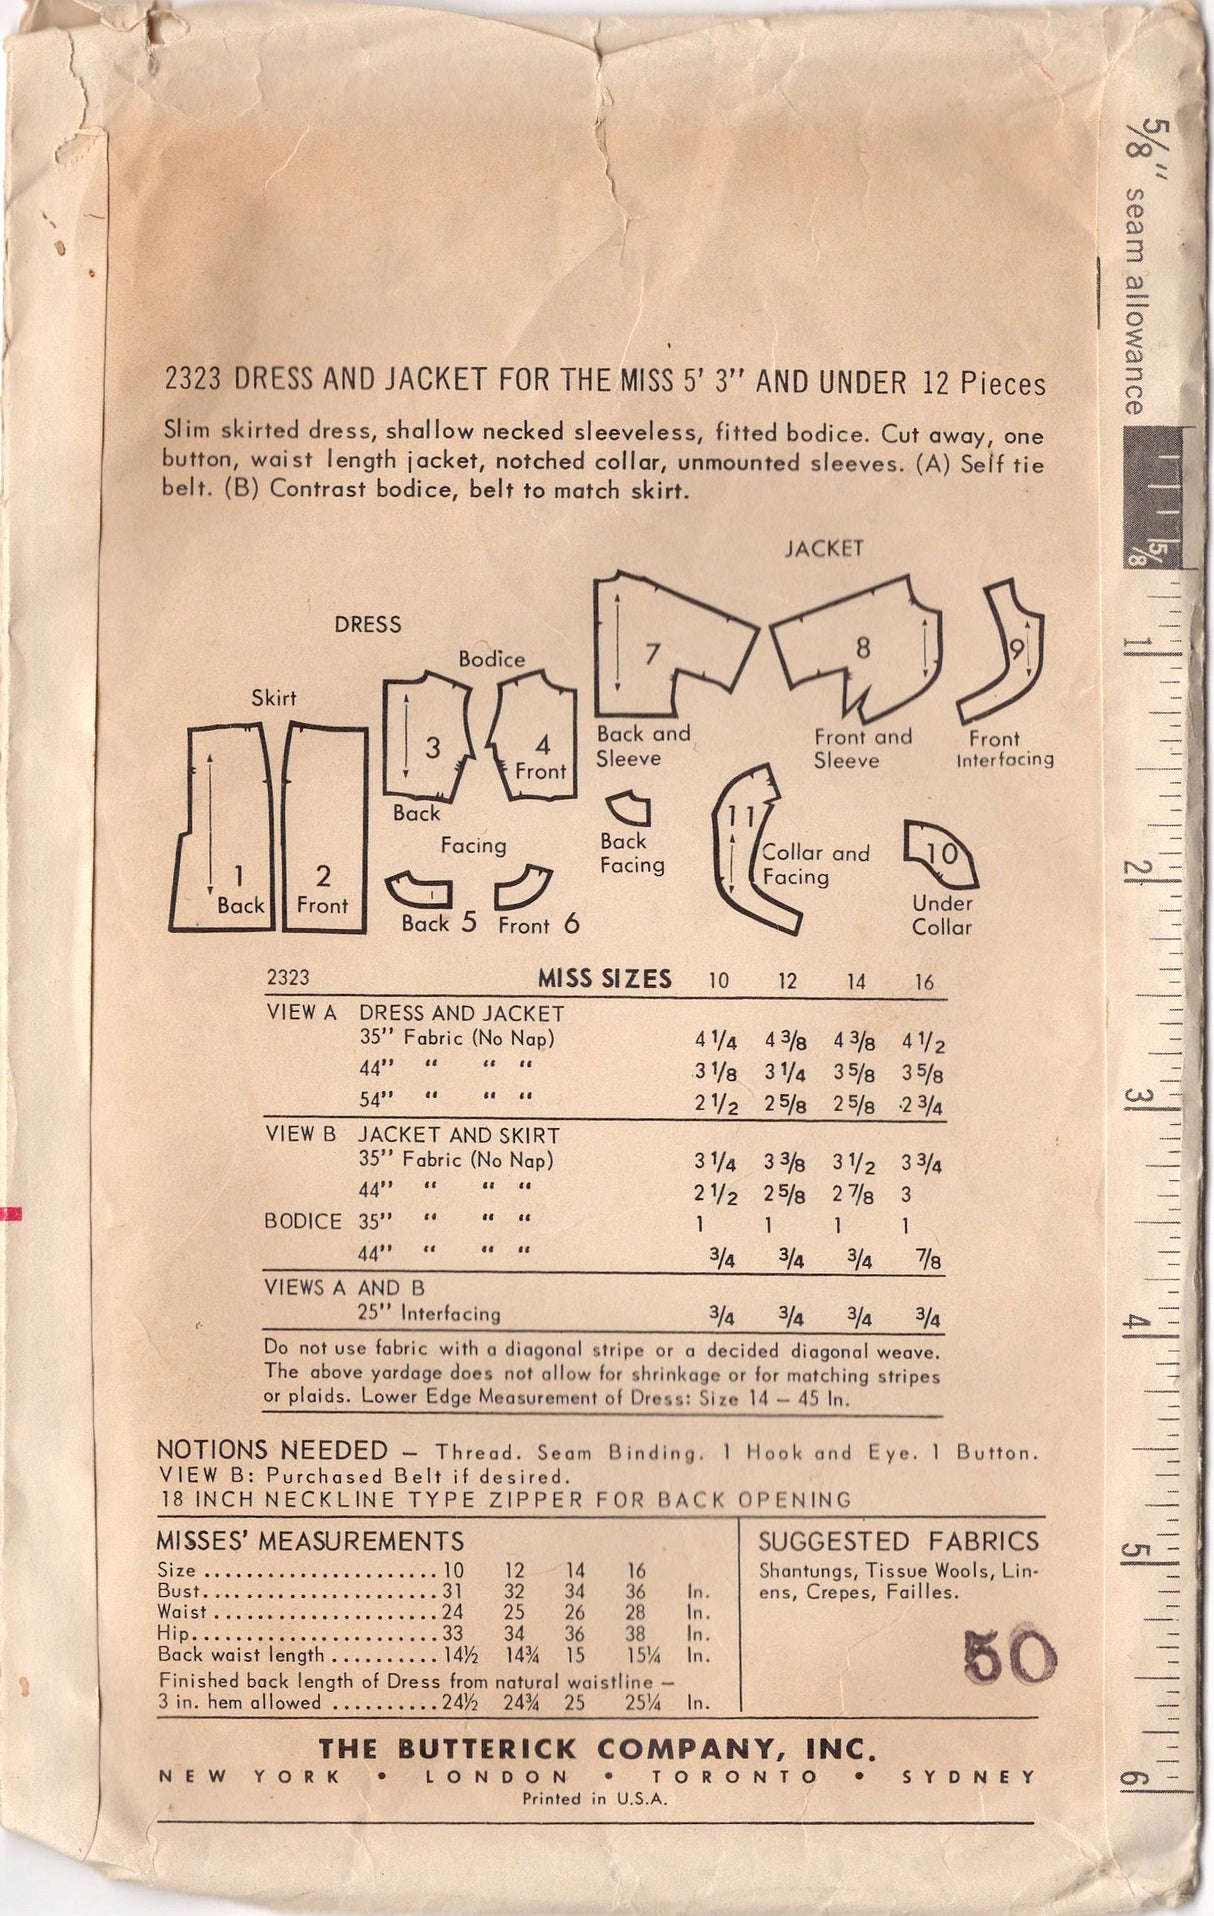 5/8" seam allowance
2323 DRESS AND JACKET FOR THE MISS 5' 3" AND UNDER 12 Pieces
Slim skirted dress, shallow necked sleeveless, fitted bodice. Cut away, one
button, waist length jacket, notched collar, unmounted sleeves. (A) Self tie
belt. (B) Contrast bodice, belt to match skirt.
JACKET
DRESS
Bodice
Skirt
7
8
9
3
4
Front
Back and
Sleeve
Front and
Sleeve
Front
Interfacing
Back
Facing
Back
Facing
11
Collar and
Facing
10
Under
Collar
1
Back
2
Front
Back 5
Front 6
2323 MISS SIZES 10 12 14 16
VIEW A DRESS AND JACKET
35" Fabric (No Nap) 4 1/4 4 3/8 4 3/8 4 1/2
44" " " " 3 1/8 3 1/4 3 5/8 3 5/8
54" " " " 2 1/2 2 5/8 2 5/8 2 3/4
VIEW B JACKET AND SKIRT
35" Fabric (No Nap) 3 1/4 3 3/8 3 1/2 3 3/4
44" " " " 2 1/2 2 5/8 2 7/8 3
BODICE 35" " " " 1 1 1 1
44" " " " 3/4 3/4 3/4 7/8
VIEWS A AND B
25" Interfacing 3/4 3/4 3/4 3/4
Do not use fabric with a diagonal stripe or a decided diagonal weave.
The above yardage does not allow for shrinkage or for matching stripes
or plaids. Lower Edge Measurement of Dress: Size 14 – 45 In.
NOTIONS NEEDED – Thread. Seam Binding. 1 Hook and Eye. 1 Button.
VIEW B: Purchased Belt if desired.
18 INCH NECKLINE TYPE ZIPPER FOR BACK OPENING
MISSES' MEASUREMENTS
Size ....................... 10 12 14 16
Bust....................... 31 32 34 36 In.
Waist ...................... 24 25 26 28 In.
Hip........................ 33 34 36 38 In.
Back waist length .......... 14½ 14¾ 15 15¼ In.
Finished back length of Dress from natural waistline –
3 in. hem allowed .......... 24½ 24¾ 25 25¼ In.
SUGGESTED FABRICS
Shantungs, Tissue Wools, Lin-
ens, Crepes, Failles.
50
THE BUTTERICK COMPANY, INC.
NEW YORK • LONDON • TORONTO • SYDNEY
Printed in U.S.A.
5/8
1
2
3
4
5
6